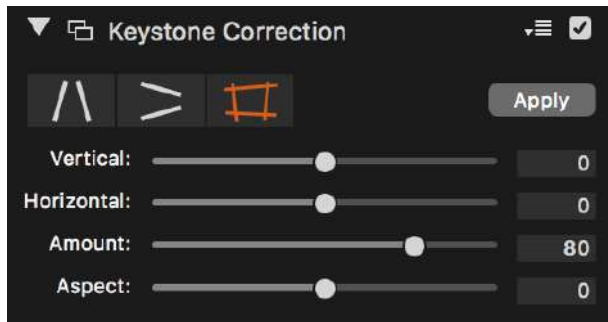 Keystone Correction
Apply
Vertical: 0
Horizontal: 0
Amount: 80
Aspect: 0